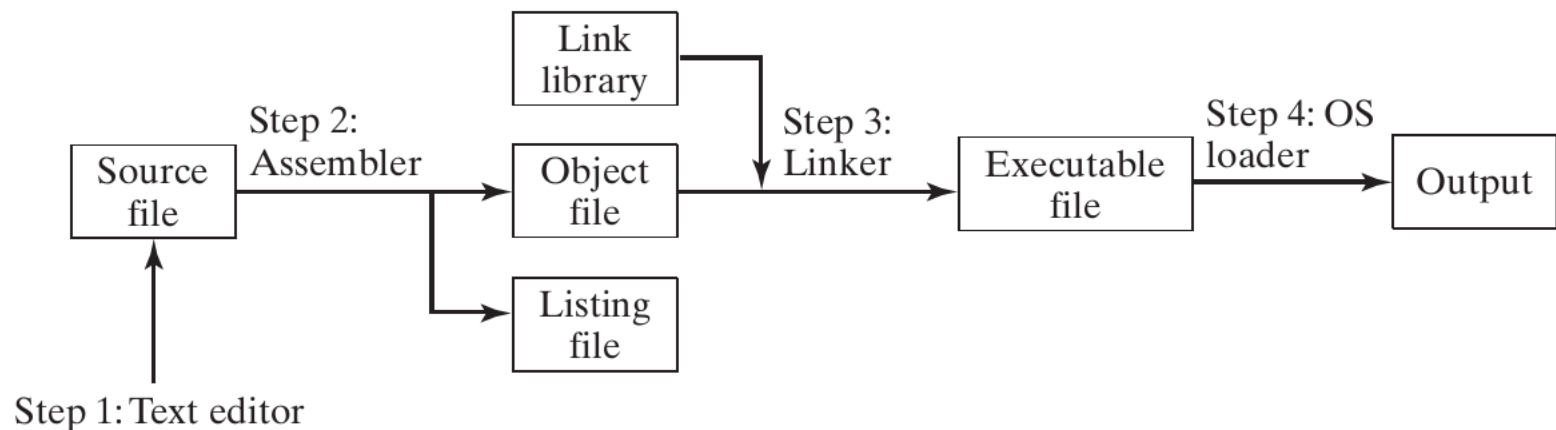 Link
library
Step 2:
Assembler
Step 3:
Linker
Step 4: OS
loader
Source
file
Object
file
Executable
file
Output
Listing
file
Step 1: Text editor